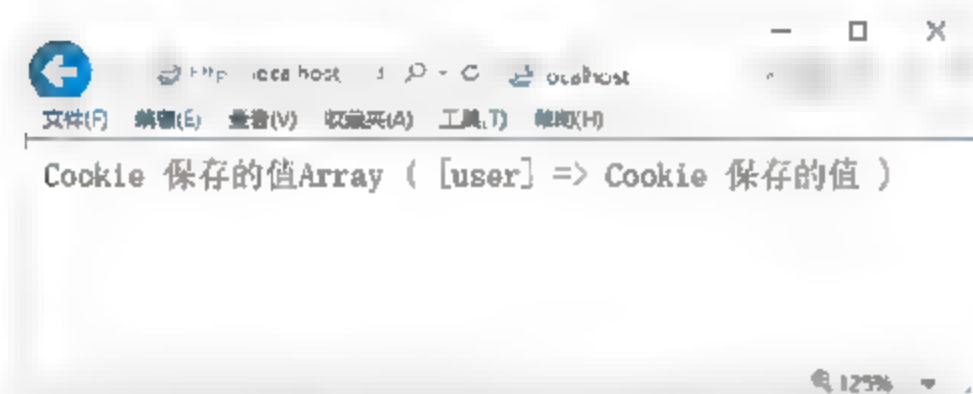 localhost
文件(F) 编辑(E) 查看(V) 收藏夹(A) 工具(T) 帮助(H)
Cookie 保存的值Array ( [user] => Cookie 保存的值 )
125%